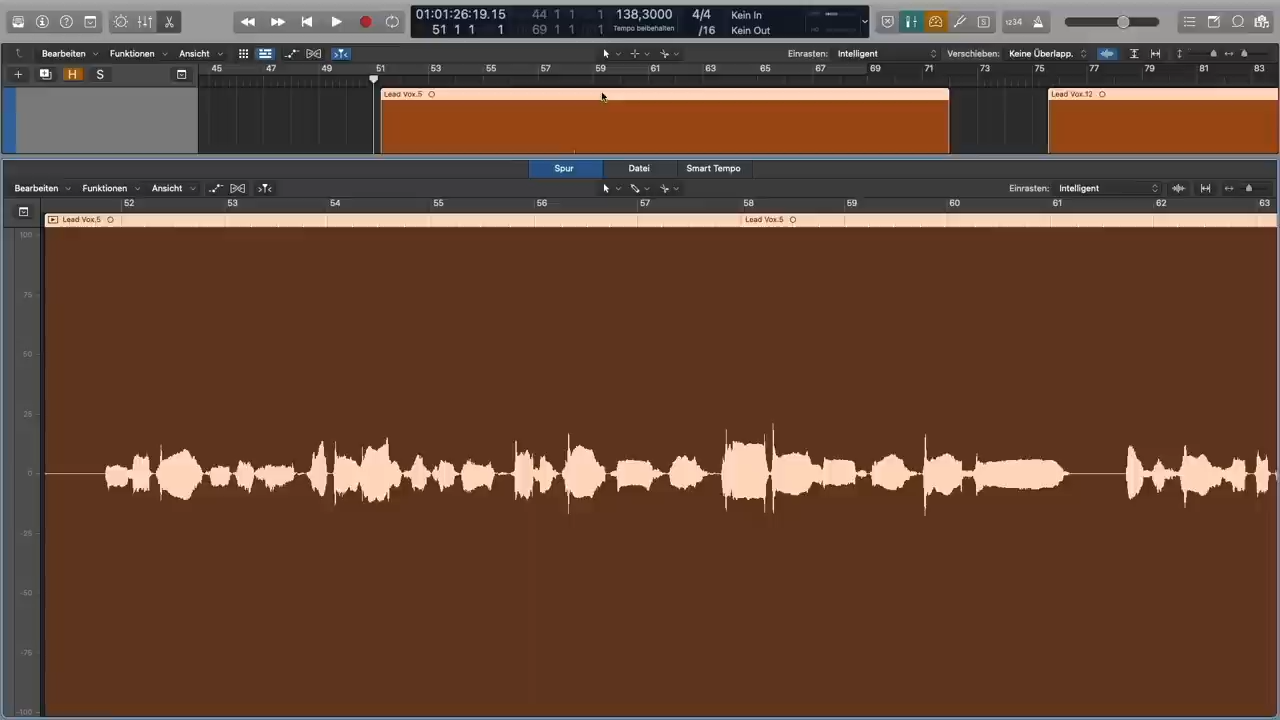 01:01:26:19.15 44 1 1 1 138,3000 4/4 Kein In
51 1 1 1 69 1 1 1 Tempo beibehalten /16 Kein Out
1234
Bearbeiten Funktionen Ansicht Einrasten: Intelligent Verschieben: Keine Überlapp.
H S 45 47 49 51 53 55 57 59 61 63 65 67 69 71 73 75 77 79 81 83
Lead Vox.5 Lead Vox.12
Spur Datei Smart Tempo
Bearbeiten Funktionen Ansicht Einrasten: Intelligent
52 53 54 55 56 57 58 59 60 61 62 63
Lead Vox.5 Lead Vox.5
100
75
50
25
0
-25
-50
-75
-100